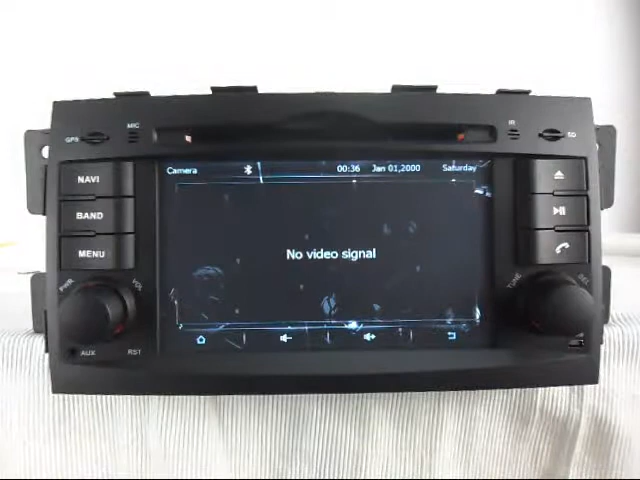 GPS MIC IR SD
Camera 00:36 Jan 01,2000 Saturday
NAVI
BAND
MENU
No video signal
PWR VOL TUNE SEL
AUX RST